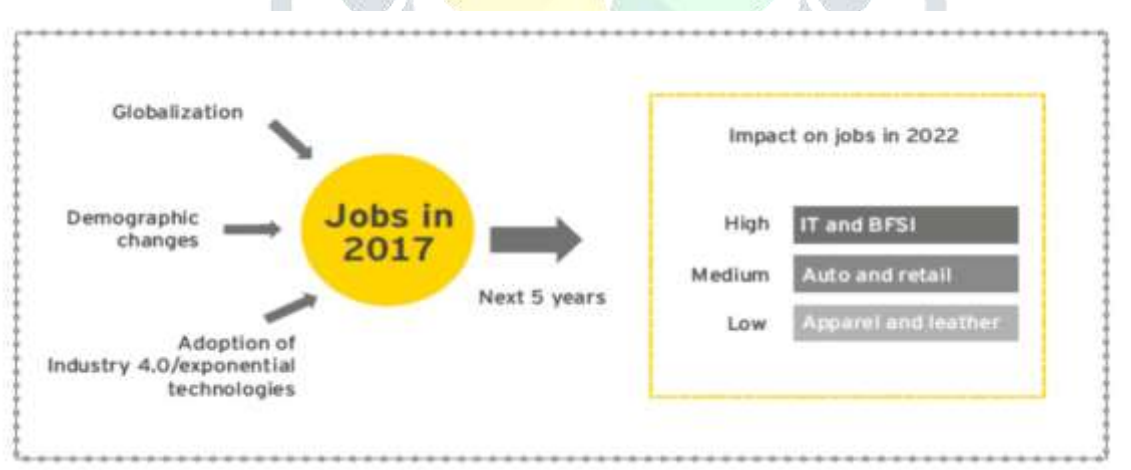 Globalization
Demographic
changes
Adoption of
Industry 4.0/exponential
technologies
Jobs in
2017
Next 5 years
Impact on jobs in 2022
High IT and BFSI
Medium Auto and retail
Low Apparel and leather